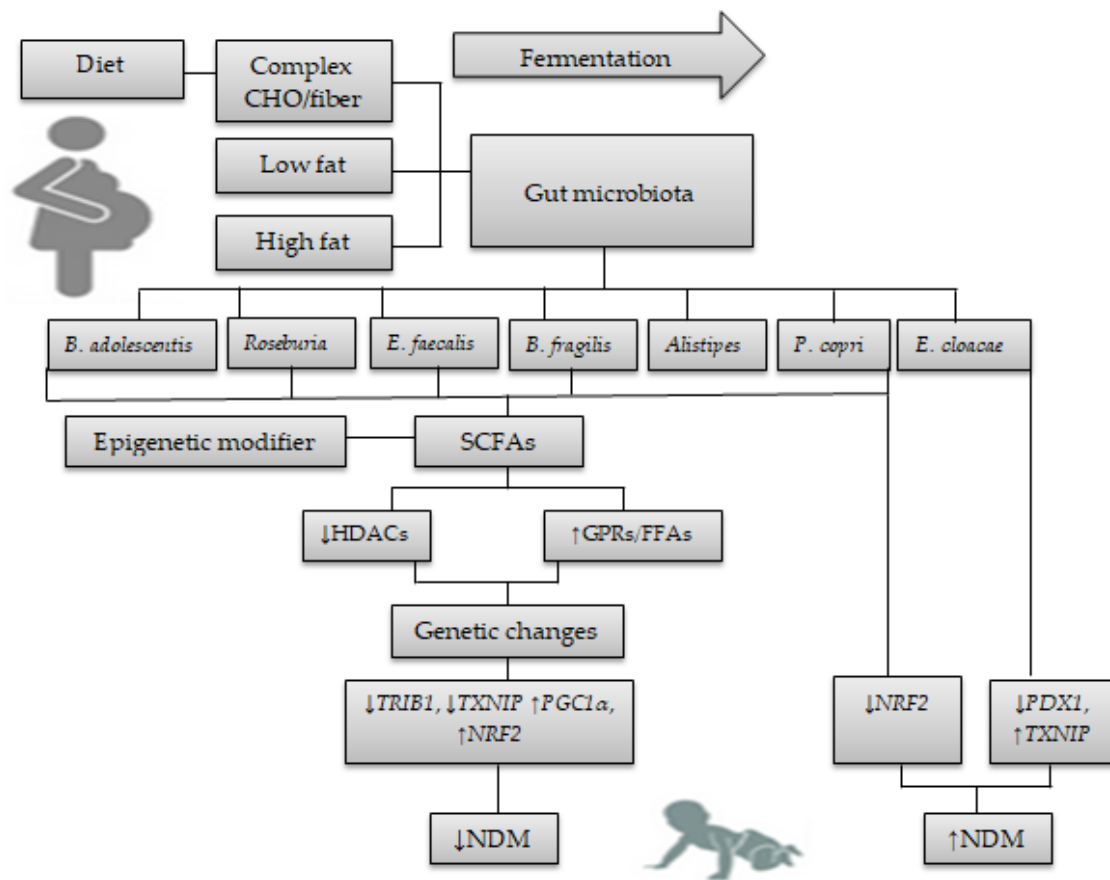 Diet
Complex
CHO/fiber
Fermentation
Low fat
Gut microbiota
High fat
B. adolescentis
Roseburia
E. faecalis
B. fragilis
Alistipes
P. copri
E. cloacae
Epigenetic modifier
SCFAs
↓HDACs
↑GPRs/FFAs
Genetic changes
↓TRIB1, ↓TXNIP ↑PGC1α,
↑NRF2
↓NRF2
↓PDX1,
↑TXNIP
↓NDM
↑NDM